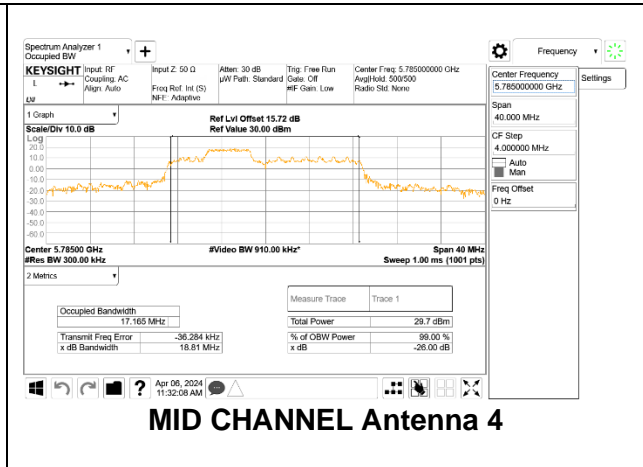 Spectrum Analyzer 1
Occupied BW
Frequency
KEYSIGHT Input: RF Input Z: 50 Ω Atten: 30 dB Trig: Free Run Center Freq: 5.785000000 GHz
L Coupling: AC µW Path: Standard Gate: Off Avg|Hold: 500/500
Align: Auto Freq Ref: Int (S) #IF Gain: Low Radio Std: None
NFE: Adaptive
Center Frequency
5.785000000 GHz
Settings
Span
40.000 MHz
CF Step
4.000000 MHz
Auto
Man
Freq Offset
0 Hz
1 Graph
Scale/Div 10.0 dB
Ref Lvl Offset 15.72 dB
Ref Value 30.00 dBm
Log
20.0
10.0
0.00
-10.0
-20.0
-30.0
-40.0
-50.0
-60.0
Center 5.78500 GHz #Video BW 910.00 kHz* Span 40 MHz
#Res BW 300.00 kHz Sweep 1.00 ms (1001 pts)
2 Metrics
Measure Trace Trace 1
Occupied Bandwidth
17.165 MHz
Total Power 29.7 dBm
Transmit Freq Error -36.284 kHz % of OBW Power 99.00 %
x dB Bandwidth 18.81 MHz x dB -26.00 dB
Apr 06, 2024
11:32:08 AM
MID CHANNEL Antenna 4